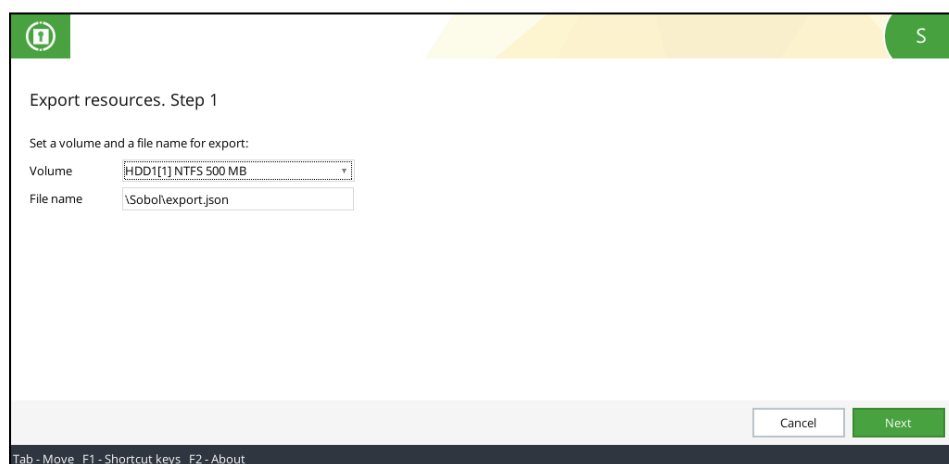 S
Export resources. Step 1
Set a volume and a file name for export:
Volume HDD1[1] NTFS 500 MB
File name \Sobol\export.json
Cancel Next
Tab - Move F1 - Shortcut keys F2 - About